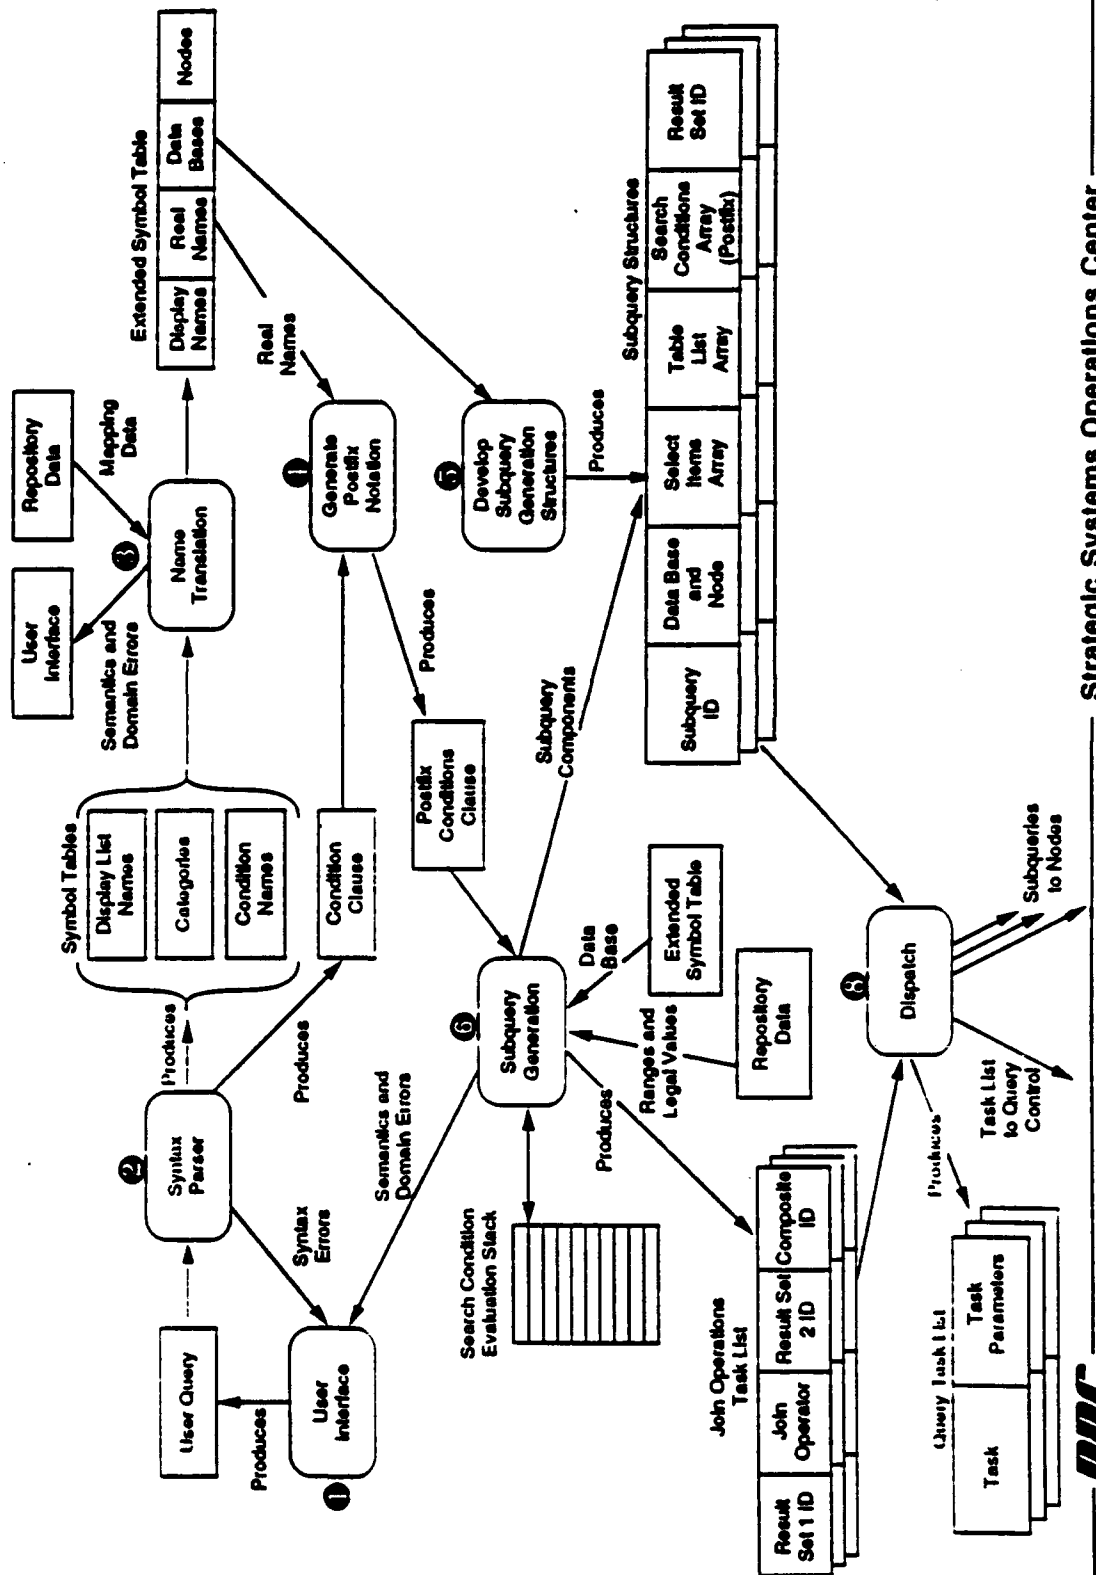 Repository
Data
User
Interface
Mapping
Data
Semantics and
Domain Errors
3
Name
Translation
Extended Symbol Table
Display
Names
Real
Names
Data
Bases
Nodes
Symbol Tables
Display List
Names
Categories
Condition
Names
Produces
2
Syntax
Parser
User Query
Produces
1
User
Interface
Syntax
Errors
Produces
Condition
Clause
Real
Names
4
Generate
Postfix
Notation
Produces
Postfix
Conditions
Clause
5
Develop
Subquery
Generation
Structures
Produces
Semantics and
Domain Errors
Search Condition
Evaluation Stack
6
Subquery
Generation
Subquery
Components
Data
Base
Extended
Symbol Table
Ranges and
Legal Values
Repository
Data
Produces
Subquery Structures
Subquery
ID
Data Base
and
Node
Select
Items
Array
Table
List
Array
Search
Conditions
Array
(Postfix)
Result
Set ID
Join Operations
Task List
Result
Set 1 ID
Join
Operator
Result Set
2 ID
Composite
ID
Dispatch
Produces
Query Task List
Task
Task
Parameters
Task List
to Query
Control
Subqueries
to Nodes
Strategic Systems Operations Center